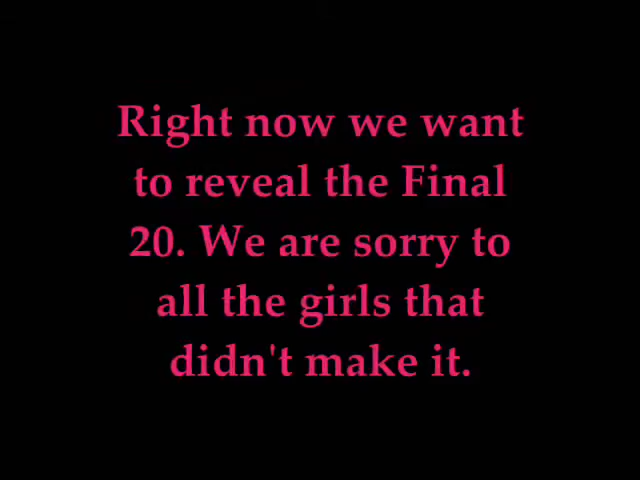 Right now we want
to reveal the Final
20. We are sorry to
all the girls that
didn't make it.